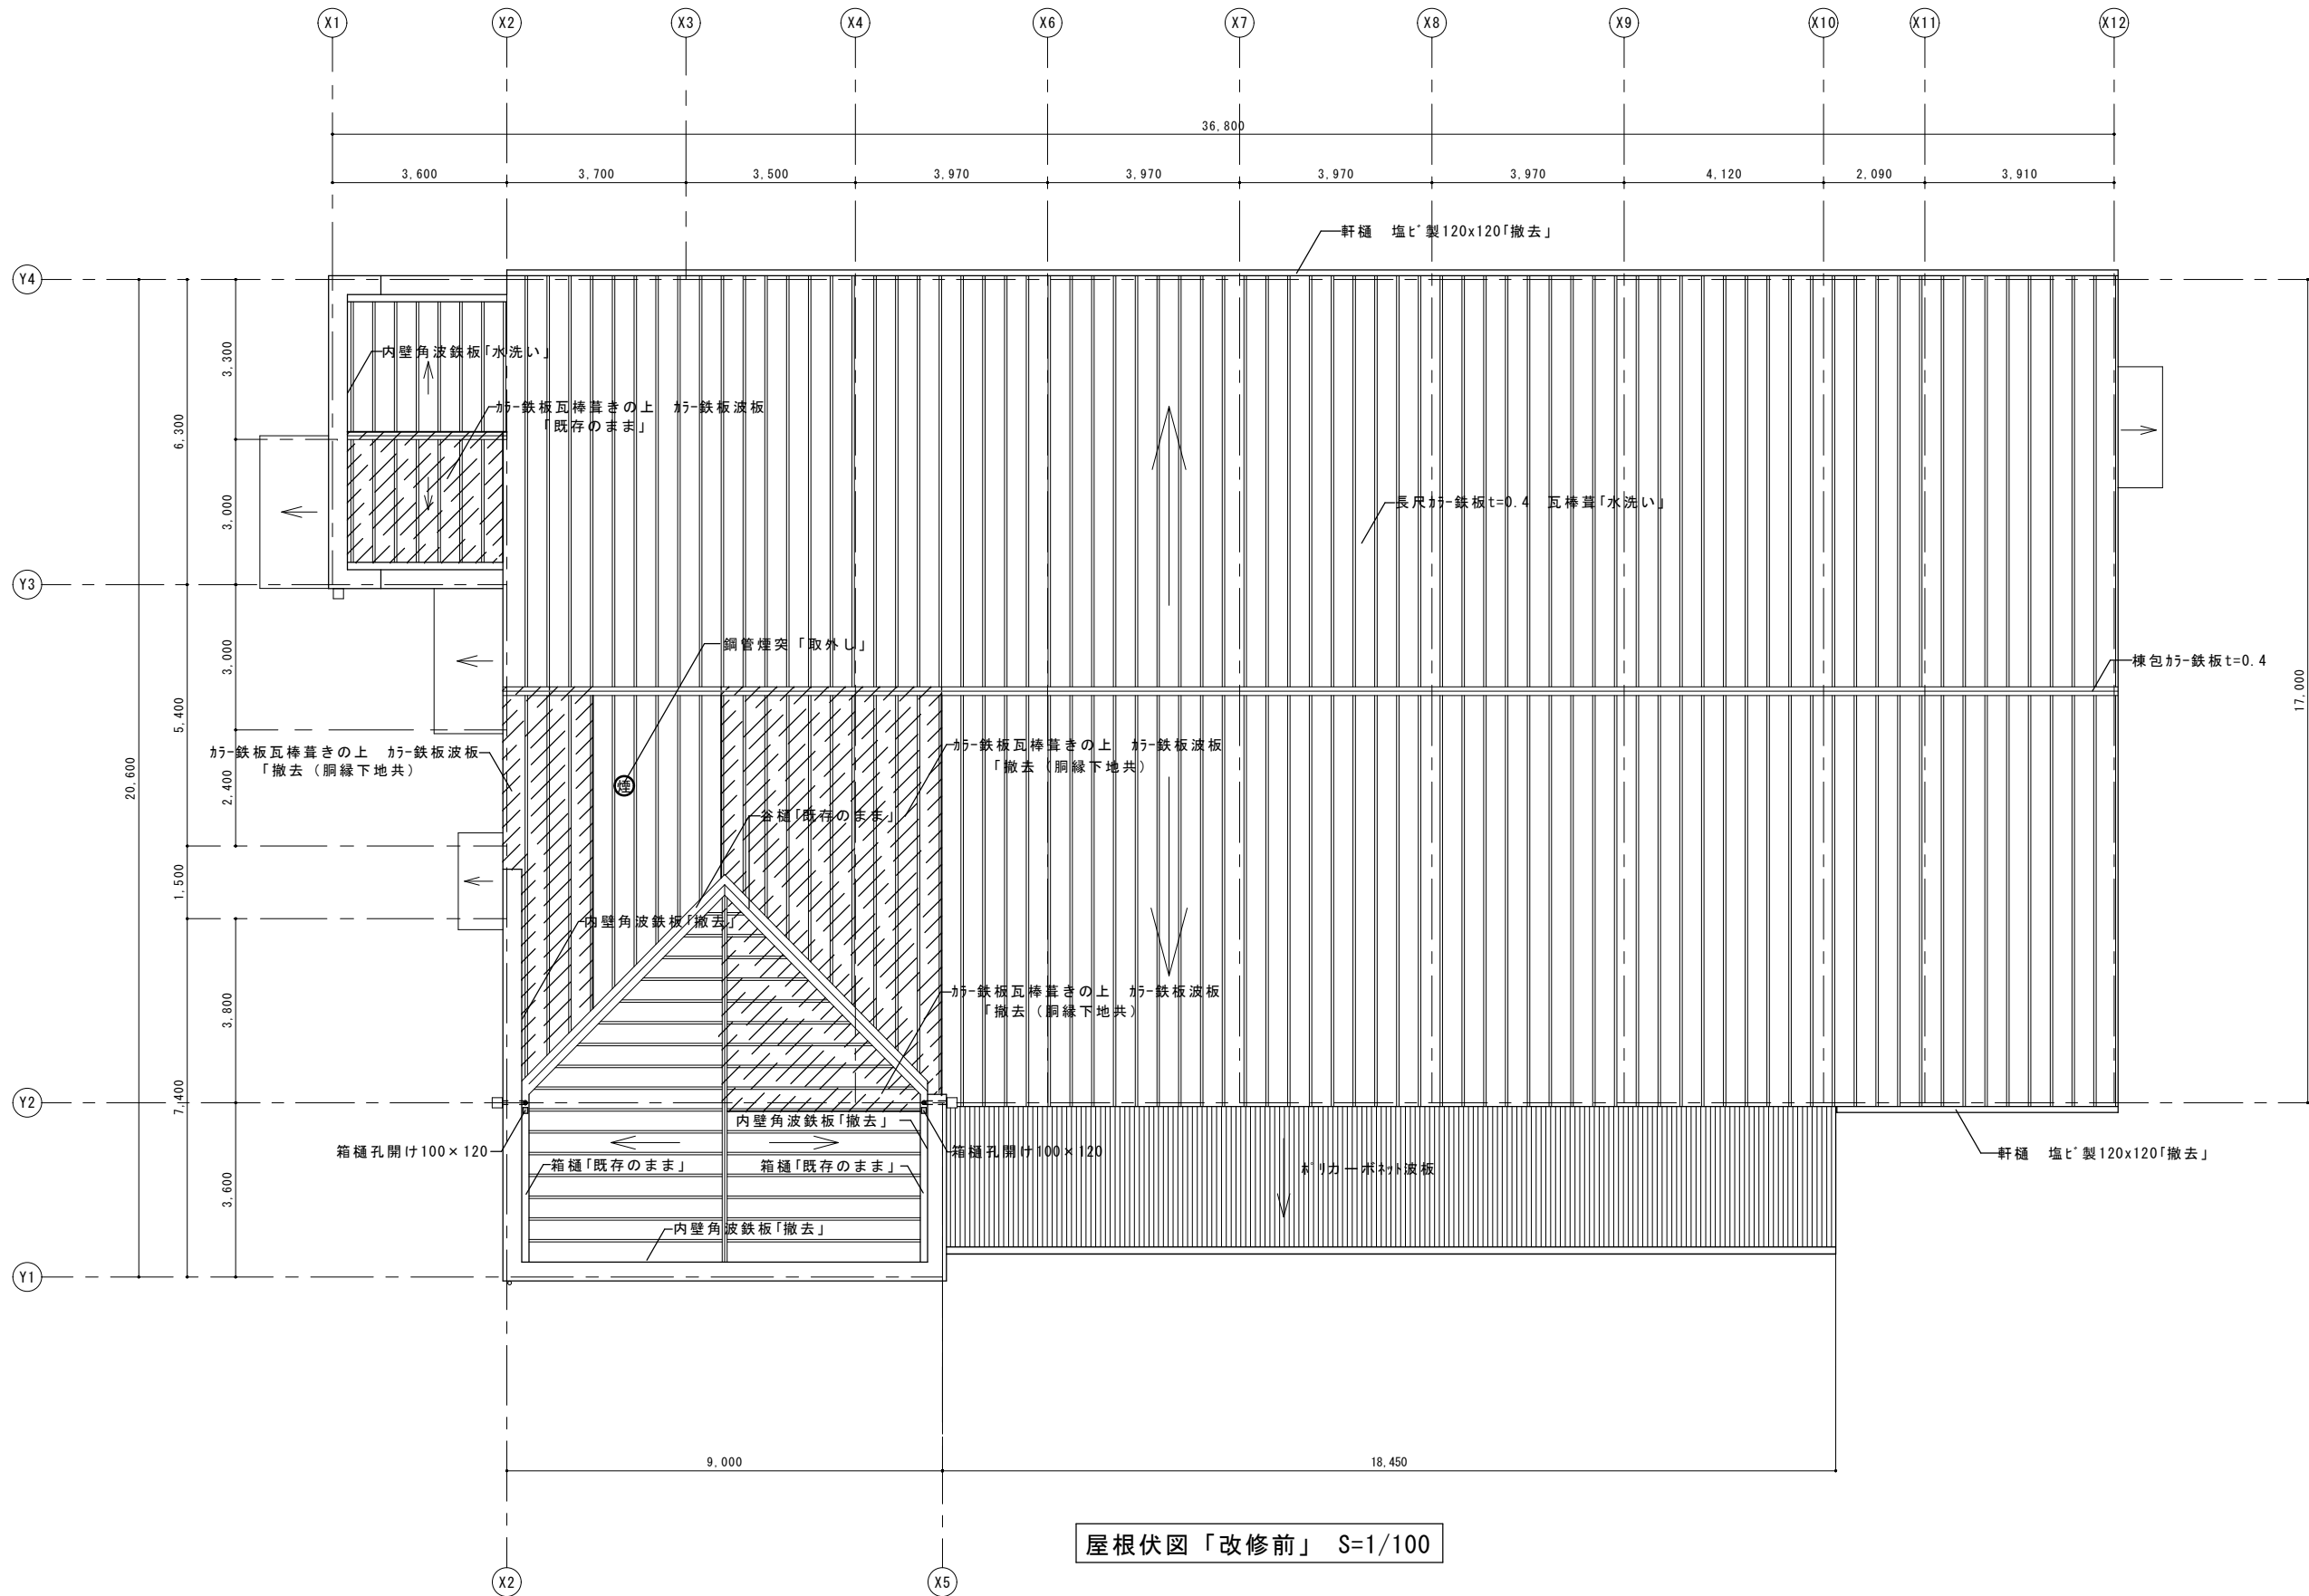 X1 X2 X3 X4 X6 X7 X8 X9 X10 X11 X12
36,800
3,600 3,700 3,500 3,970 3,970 3,970 3,970 4,120 2,090 3,910
軒樋 塩ビ製120x120「撤去」
Y4
内壁角波鉄板「水洗い」
3,300
カラー鉄板瓦棒葺きの上 カラー鉄板波板
「既存のまま」
6,300
長尺カラー鉄板t=0.4 瓦棒葺「水洗い」
3,000
Y3
鋼管煙突「取外し」
3,000
棟包カラー鉄板t=0.4
17,000
5,400
カラー鉄板瓦棒葺きの上 カラー鉄板波板
「撤去（胴縁下地共）
カラー鉄板瓦棒葺きの上 カラー鉄板波板
「撤去（胴縁下地共）
20,600
2,400
煙
谷樋「既存のまま」
1,500
内壁角波鉄板「撤去」
カラー鉄板瓦棒葺きの上 カラー鉄板波板
「撤去（胴縁下地共）
3,800
7,400
Y2
内壁角波鉄板「撤去」
箱樋孔開け100×120
箱樋孔開け100×120
軒樋 塩ビ製120x120「撤去」
箱樋「既存のまま」
箱樋「既存のまま」
ポリカーボネット波板
3,600
内壁角波鉄板「撤去」
Y1
9,000 18,450
屋根伏図「改修前」 S=1/100
X2 X5